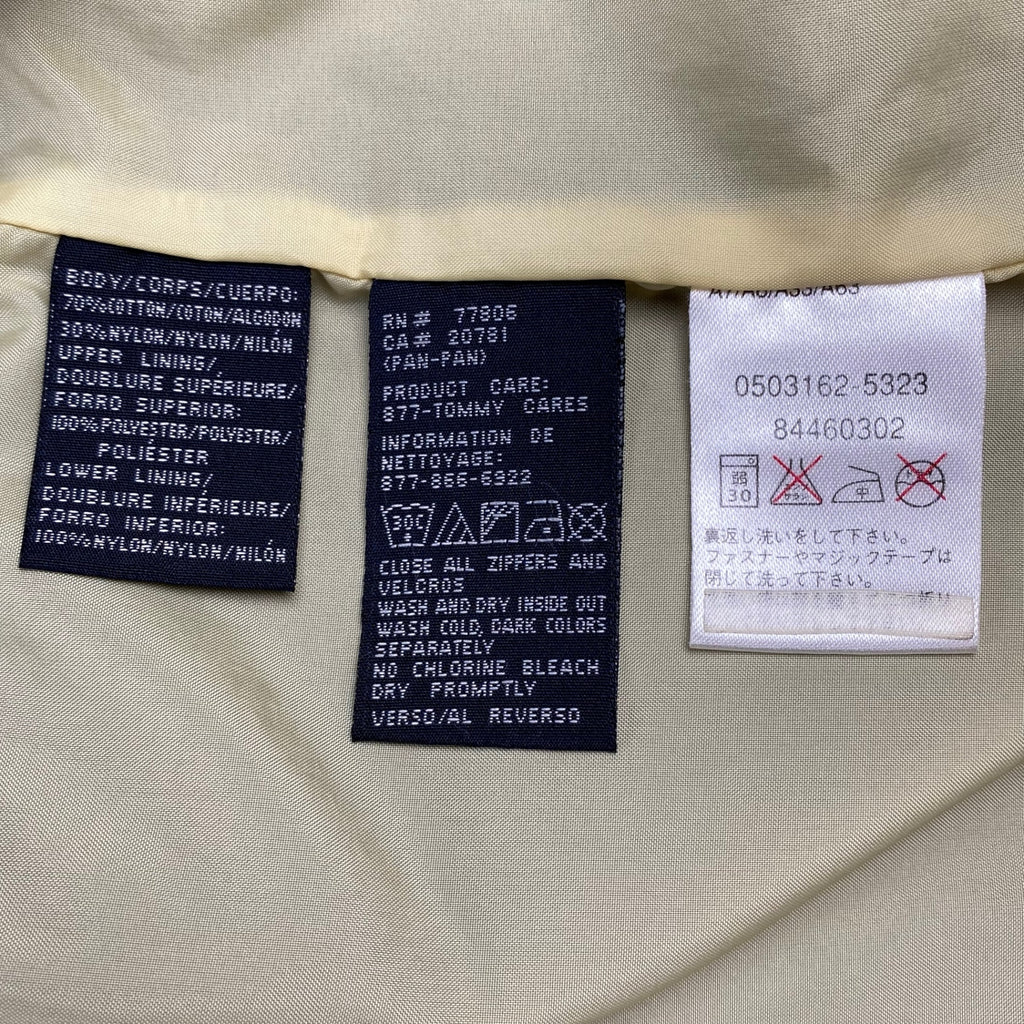 BODY/CORPS/CUERPO:
70%COTTON/COTON/ALGODON
30%NYLON/NYLON/NILÓN
UPPER LINING/
DOUBLURE SUPÉRIEURE/
FORRO SUPERIOR:
100%POLYESTER/POLYESTER/
POLIÉSTER
LOWER LINING/
DOUBLURE INFÉRIEURE/
FORRO INFERIOR:
100%NYLON/NYLON/NILÓN
RN# 77806
CA# 20781
(PAN-PAN)
PRODUCT CARE:
877-TOMMY CARES
INFORMATION DE
NETTOYAGE:
877-866-6922
30C
CLOSE ALL ZIPPERS AND
VELCROS
WASH AND DRY INSIDE OUT
WASH COLD, DARK COLORS
SEPARATELY
NO CHLORINE BLEACH
DRY PROMPTLY
VERSO/AL REVERSO
0503162-5323
84460302
弱
30
中
裏返し洗いをして下さい。
ファスナーやマジックテープは
閉じて洗って下さい。